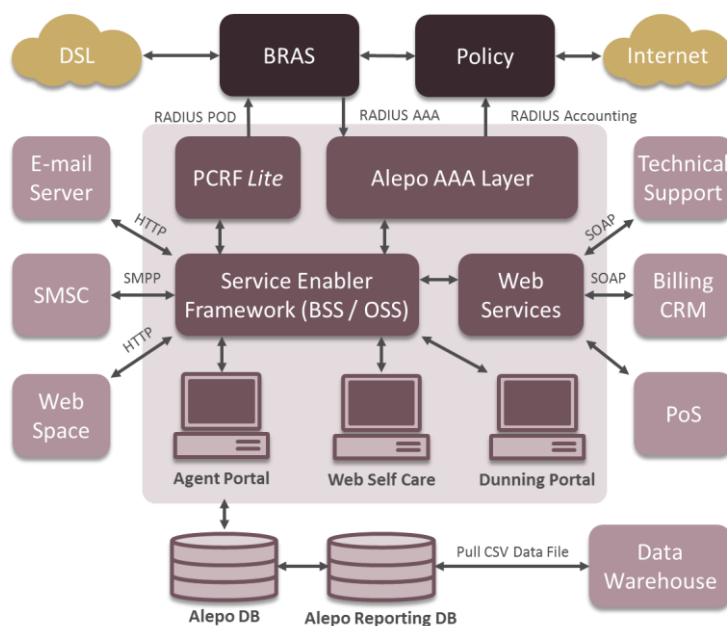 DSL
BRAS
Policy
Internet
RADIUS POD
RADIUS AAA
RADIUS Accounting
E-mail
Server
PCRF Lite
Alepo AAA Layer
Technical
Support
HTTP
SOAP
SMSC
SMPP
Service Enabler
Framework (BSS / OSS)
Web
Services
SOAP
Billing
CRM
HTTP
Web
Space
PoS
Agent Portal
Web Self Care
Dunning Portal
Pull CSV Data File
Data
Warehouse
Alepo DB
Alepo Reporting DB